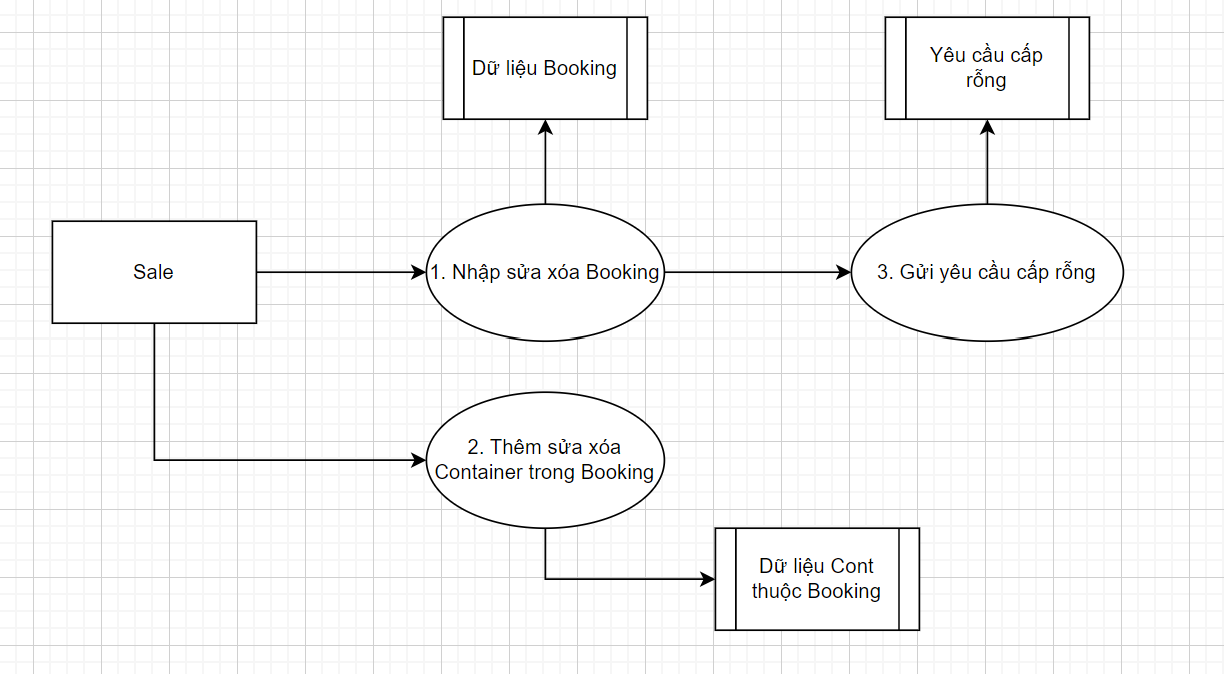 Dữ liệu Booking
Yêu cầu cấp
rỗng
Sale
1. Nhập sửa xóa Booking
3. Gửi yêu cầu cấp rỗng
2. Thêm sửa xóa
Container trong Booking
Dữ liệu Cont
thuộc Booking